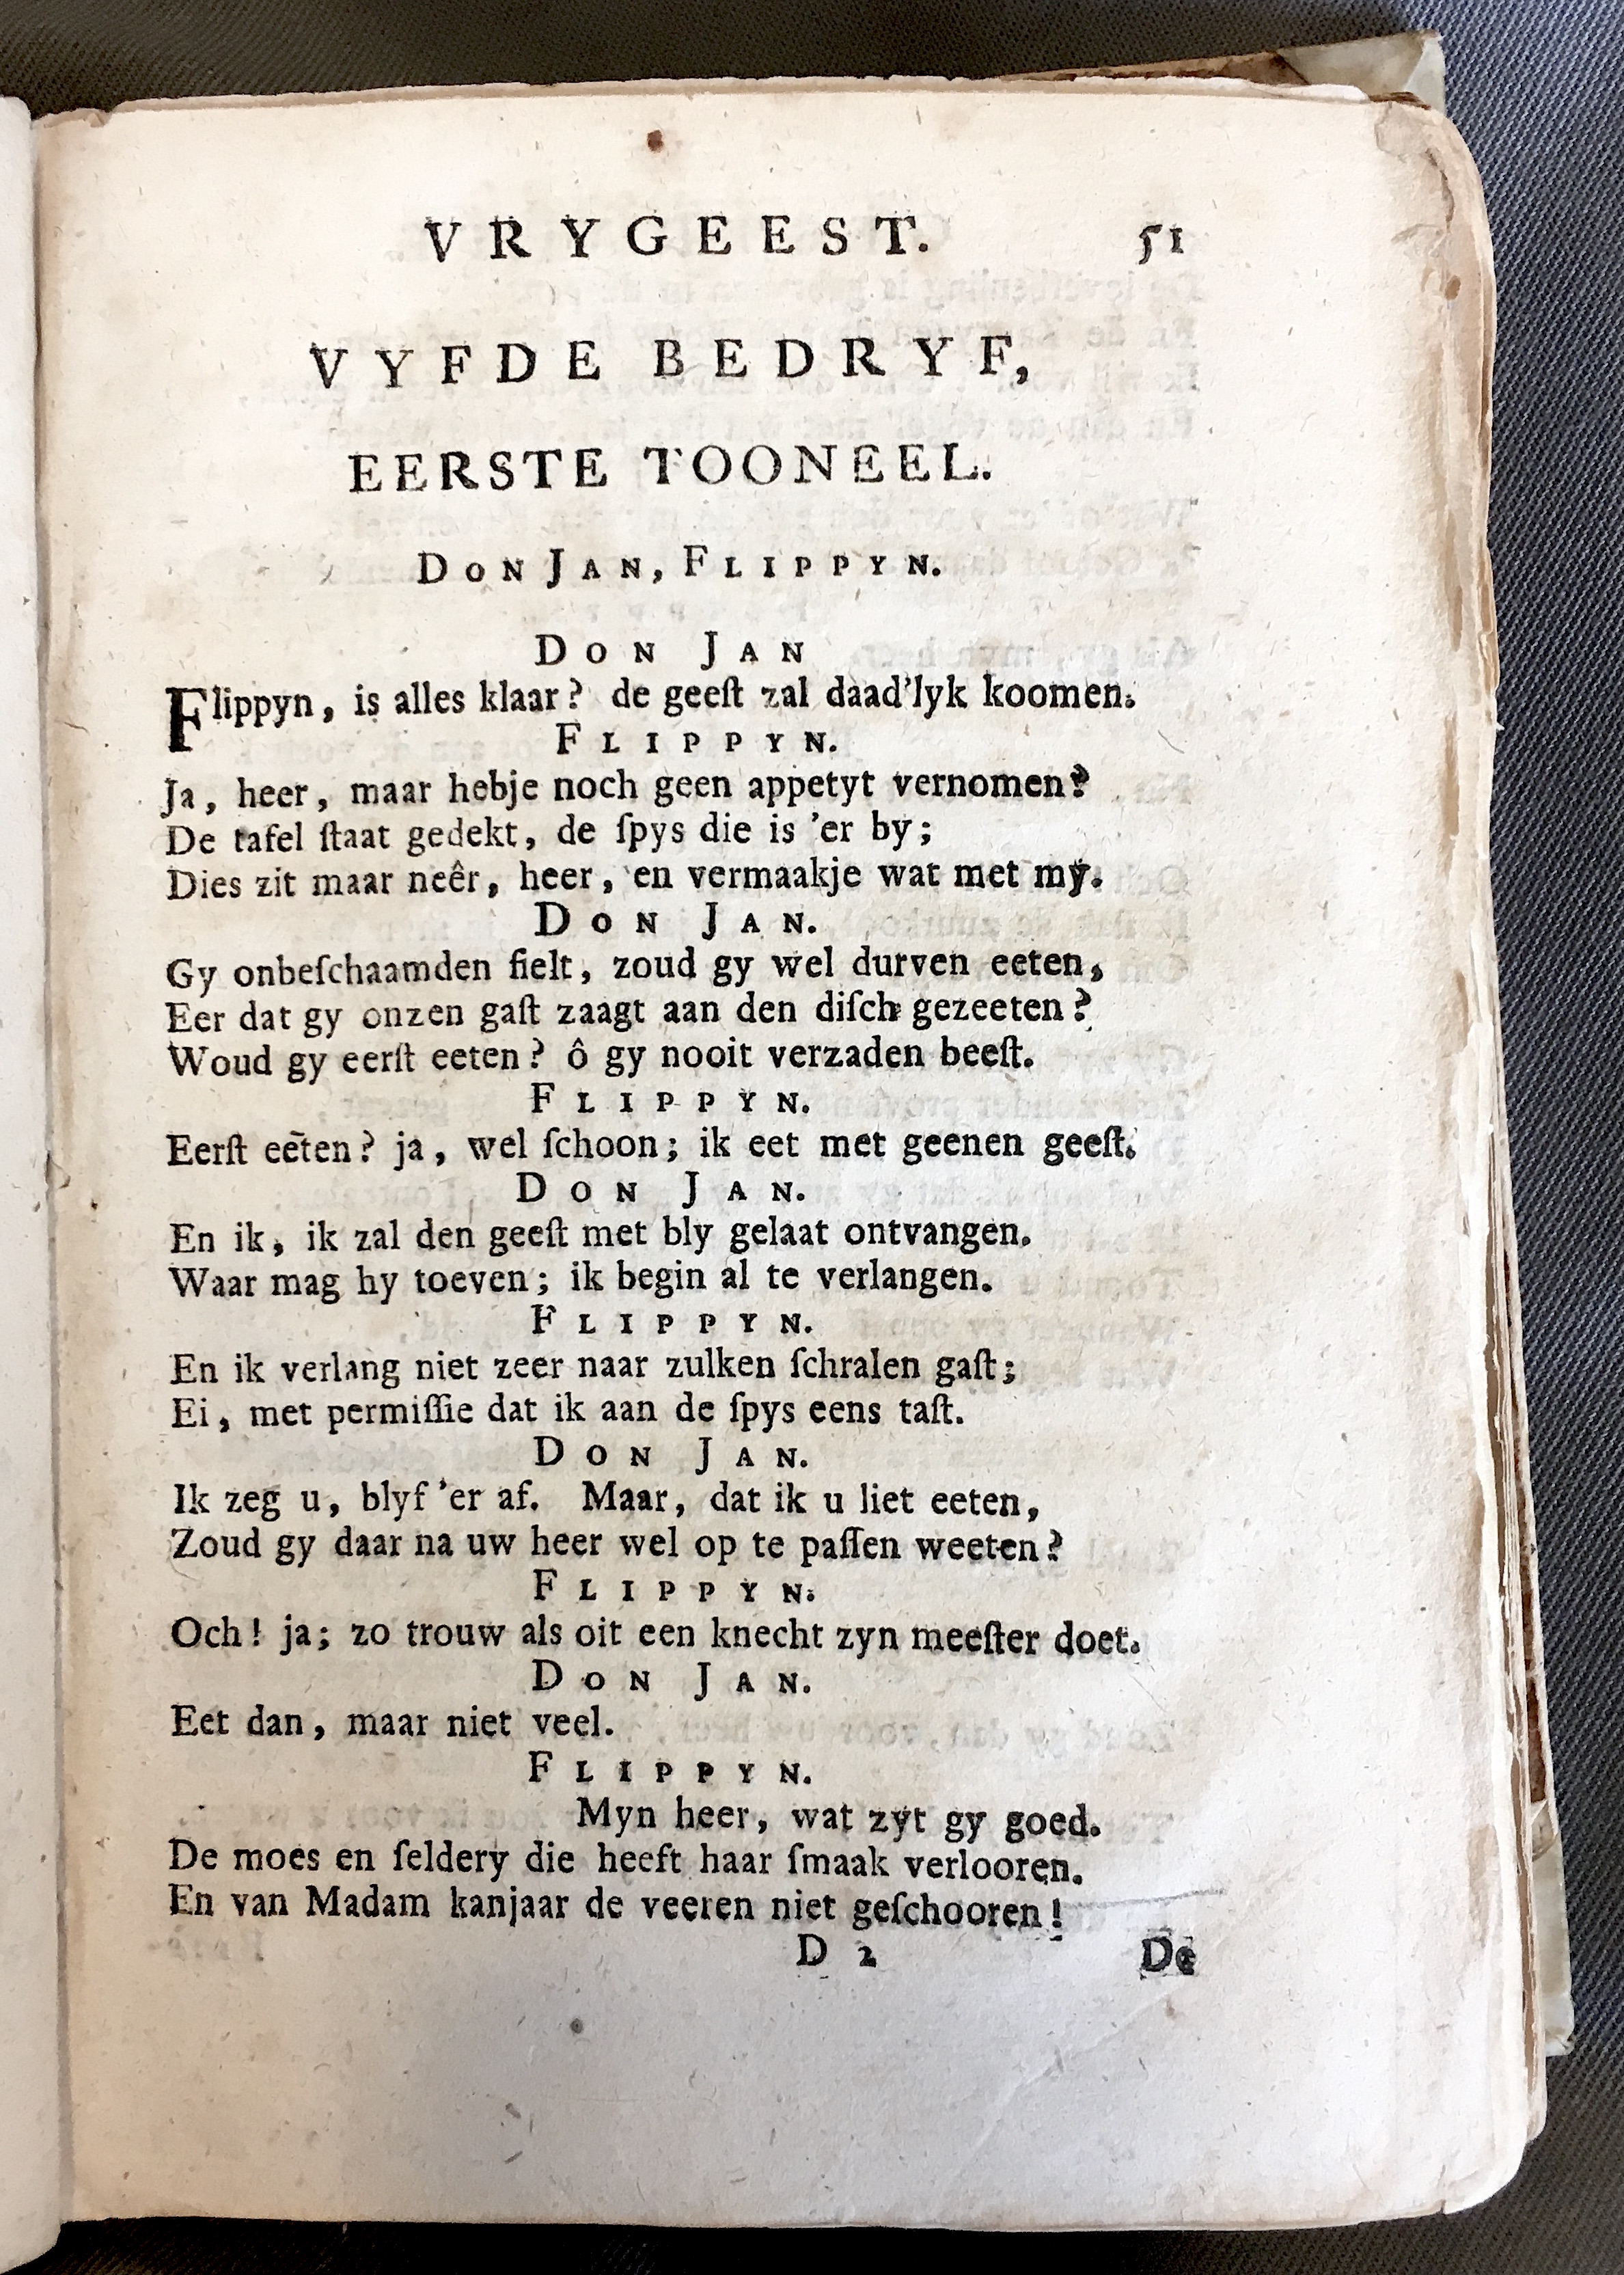 VRYGEEST. 51
VYFDE BEDRYF,
EERSTE TOONEEL.
DON JAN, FLIPPYN.
DON JAN
Flippyn, is alles klaar? de geeſt zal daad'lyk koomen.
FLIPPYN.
Ja, heer, maar hebje noch geen appetyt vernomen?
De tafel ſtaat gedekt, de ſpys die is 'er by;
Dies zit maar neêr, heer, en vermaakje wat met my.
DON JAN.
Gy onbeſchaamden fielt, zoud gy wel durven eeten,
Eer dat gy onzen gaſt zaagt aan den diſch gezeeten?
Woud gy eerſt eeten? ô gy nooit verzaden beeſt.
FLIPPYN.
Eerſt eeten? ja, wel ſchoon; ik eet met geenen geeſt.
DON JAN.
En ik, ik zal den geeſt met bly gelaat ontvangen.
Waar mag hy toeven; ik begin al te verlangen.
FLIPPYN.
En ik verlang niet zeer naar zulken ſchralen gaſt;
Ei, met permiſſie dat ik aan de ſpys eens taſt.
DON JAN.
Ik zeg u, blyf 'er af. Maar, dat ik u liet eeten,
Zoud gy daar na uw heer wel op te paſſen weeten?
FLIPPYN.
Och! ja; zo trouw als oit een knecht zyn meeſter doet.
DON JAN.
Eet dan, maar niet veel.
FLIPPYN.
Myn heer, wat zyt gy goed.
De moes en ſeldery die heeft haar ſmaak verlooren.
En van Madam kanjaar de veeren niet geſchooren!
D 2 De